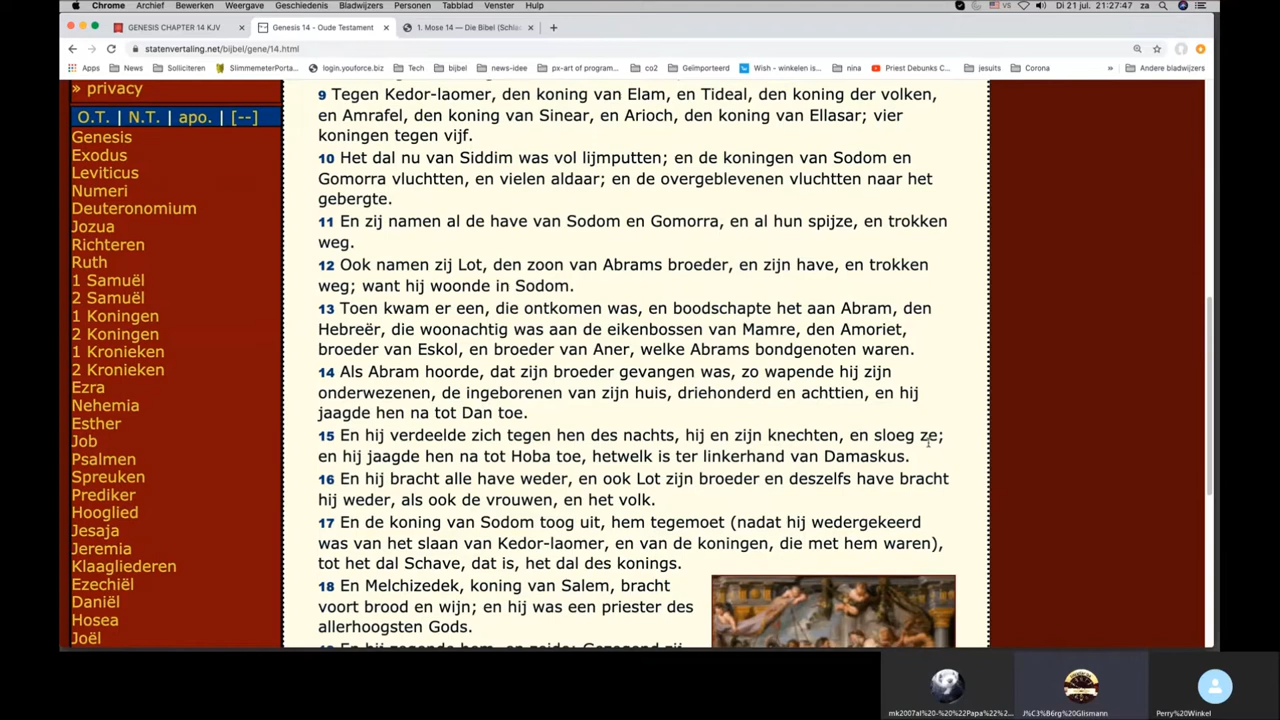 Chrome Archief Bewerken Weergave Geschiedenis Bladwijzers Personen Tabblad Venster Help
Di 21 jul. 21:27:47 za
GENESIS CHAPTER 14 KJV
Genesis 14 - Oude Testament
1. Mose 14 — Die Bibel (Schlac
statenvertaling.net/bijbel/gene/14.html
Apps News Solliciteren SlimmemeterPorta... login.youforce.biz Tech bijbel news-idee px-art of program... co2 Geïmporteerd Wish - winkelen is... nina Priest Debunks C... jesuits Corona » Andere bladwijzers
» privacy
O.T. | N.T. | apo. | [--]
Genesis
Exodus
Leviticus
Numeri
Deuteronomium
Jozua
Richteren
Ruth
1 Samuël
2 Samuël
1 Koningen
2 Koningen
1 Kronieken
2 Kronieken
Ezra
Nehemia
Esther
Job
Psalmen
Spreuken
Prediker
Hooglied
Jesaja
Jeremia
Klaagliederen
Ezechiël
Daniël
Hosea
Joël
9 Tegen Kedor-laomer, den koning van Elam, en Tideal, den koning der volken,
en Amrafel, den koning van Sinear, en Arioch, den koning van Ellasar; vier
koningen tegen vijf.
10 Het dal nu van Siddim was vol lijmputten; en de koningen van Sodom en
Gomorra vluchtten, en vielen aldaar; en de overgeblevenen vluchtten naar het
gebergte.
11 En zij namen al de have van Sodom en Gomorra, en al hun spijze, en trokken
weg.
12 Ook namen zij Lot, den zoon van Abrams broeder, en zijn have, en trokken
weg; want hij woonde in Sodom.
13 Toen kwam er een, die ontkomen was, en boodschapte het aan Abram, den
Hebreër, die woonachtig was aan de eikenbossen van Mamre, den Amoriet,
broeder van Eskol, en broeder van Aner, welke Abrams bondgenoten waren.
14 Als Abram hoorde, dat zijn broeder gevangen was, zo wapende hij zijn
onderwezenen, de ingeborenen van zijn huis, driehonderd en achttien, en hij
jaagde hen na tot Dan toe.
15 En hij verdeelde zich tegen hen des nachts, hij en zijn knechten, en sloeg ze;
en hij jaagde hen na tot Hoba toe, hetwelk is ter linkerhand van Damaskus.
16 En hij bracht alle have weder, en ook Lot zijn broeder en deszelfs have bracht
hij weder, als ook de vrouwen, en het volk.
17 En de koning van Sodom toog uit, hem tegemoet (nadat hij wedergekeerd
was van het slaan van Kedor-laomer, en van de koningen, die met hem waren),
tot het dal Schave, dat is, het dal des konings.
18 En Melchizedek, koning van Salem, bracht
voort brood en wijn; en hij was een priester des
allerhoogsten Gods.
mk2007al%20-%20%22Papa%22%2...
J%C3%B6rg%20Glismann
Perry%20Winkel